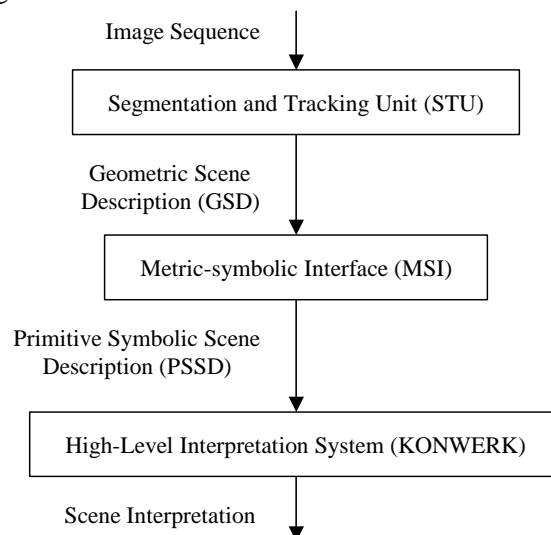 Image Sequence
Segmentation and Tracking Unit (STU)
Geometric Scene
Description (GSD)
Metric-symbolic Interface (MSI)
Primitive Symbolic Scene
Description (PSSD)
High-Level Interpretation System (KONWERK)
Scene Interpretation